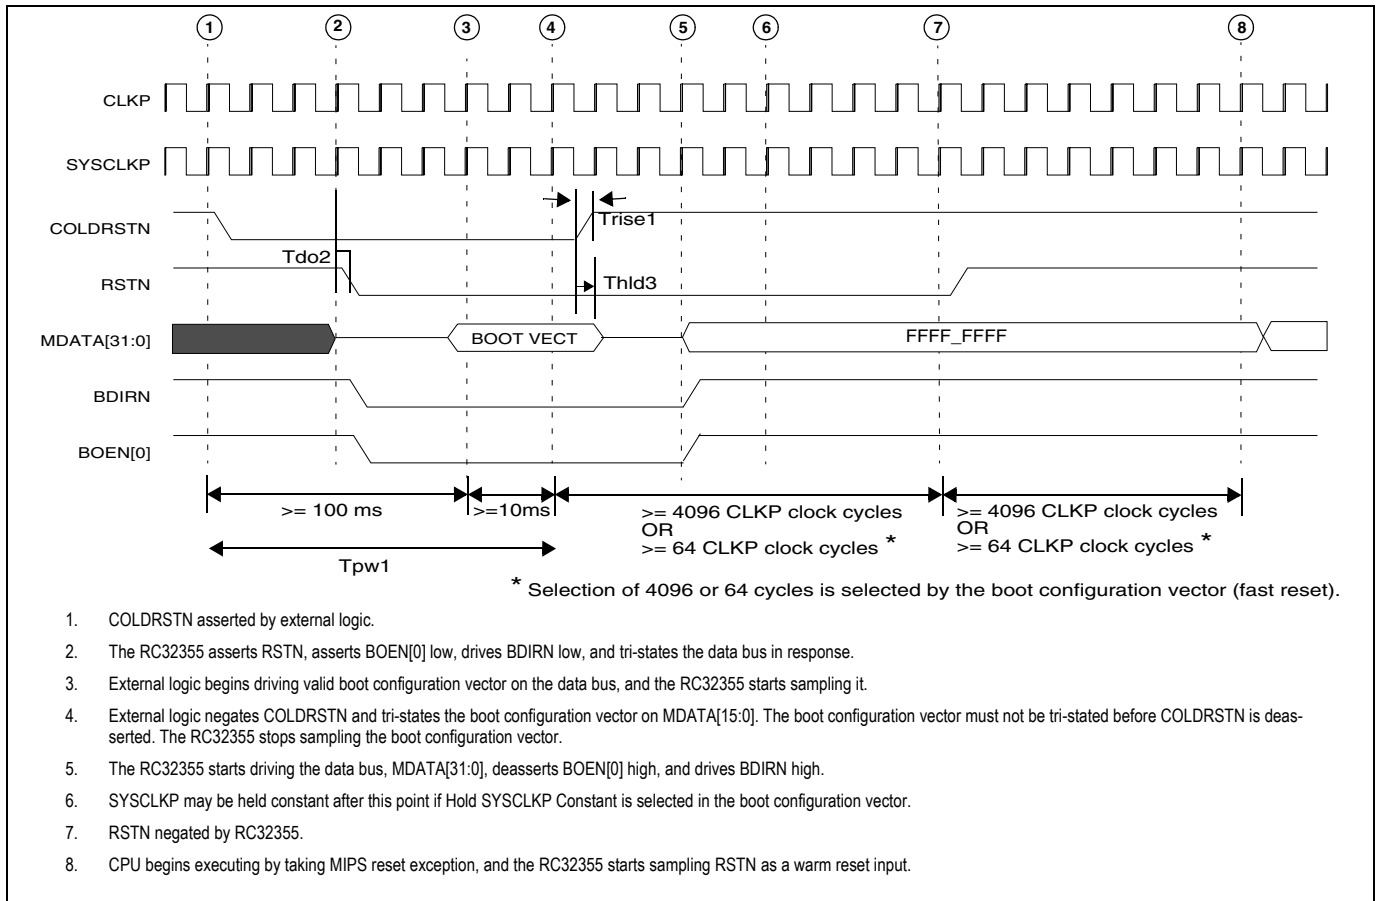 1 2 3 4 5 6 7 8
CLKP
SYSCLKP
COLDRSTN
Trise1
Tdo2
RSTN
Thld3
MDATA[31:0]
BOOT VECT
FFFF_FFFF
BDIRN
BOEN[0]
>= 100 ms
>=10ms
>= 4096 CLKP clock cycles
OR
>= 64 CLKP clock cycles *
>= 4096 CLKP clock cycles
OR
>= 64 CLKP clock cycles *
Tpw1
* Selection of 4096 or 64 cycles is selected by the boot configuration vector (fast reset).
1. COLDRSTN asserted by external logic.
2. The RC32355 asserts RSTN, asserts BOEN[0] low, drives BDIRN low, and tri-states the data bus in response.
3. External logic begins driving valid boot configuration vector on the data bus, and the RC32355 starts sampling it.
4. External logic negates COLDRSTN and tri-states the boot configuration vector on MDATA[15:0]. The boot configuration vector must not be tri-stated before COLDRSTN is deas-
serted. The RC32355 stops sampling the boot configuration vector.
5. The RC32355 starts driving the data bus, MDATA[31:0], deasserts BOEN[0] high, and drives BDIRN high.
6. SYSCLKP may be held constant after this point if Hold SYSCLKP Constant is selected in the boot configuration vector.
7. RSTN negated by RC32355.
8. CPU begins executing by taking MIPS reset exception, and the RC32355 starts sampling RSTN as a warm reset input.